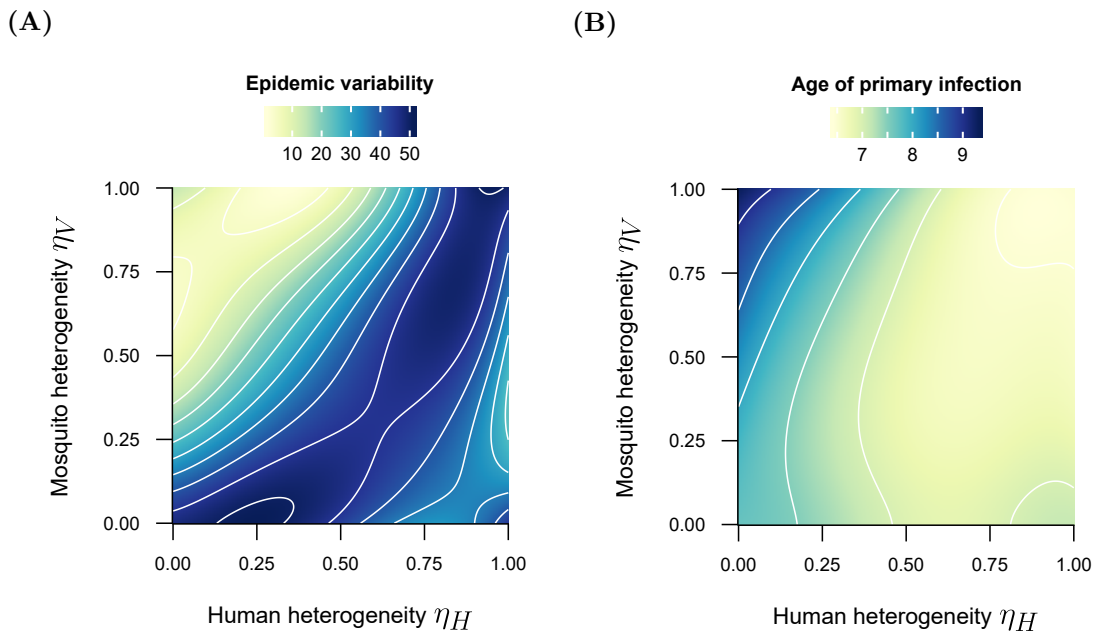 (A)
Epidemic variability
10 20 30 40 50
1.00
0.75
0.50
0.25
0.00
Mosquito heterogeneity ηV
0.00 0.25 0.50 0.75 1.00
Human heterogeneity ηH
(B)
Age of primary infection
7 8 9
1.00
0.75
0.50
0.25
0.00
Mosquito heterogeneity ηV
0.00 0.25 0.50 0.75 1.00
Human heterogeneity ηH